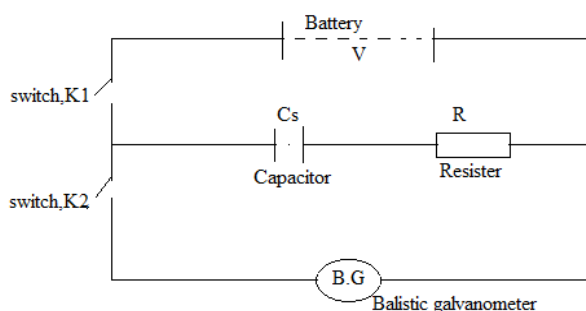 Battery
V
switch,K1
Cs
R
Capacitor
Resister
switch,K2
B.G
Balistic galvanometer